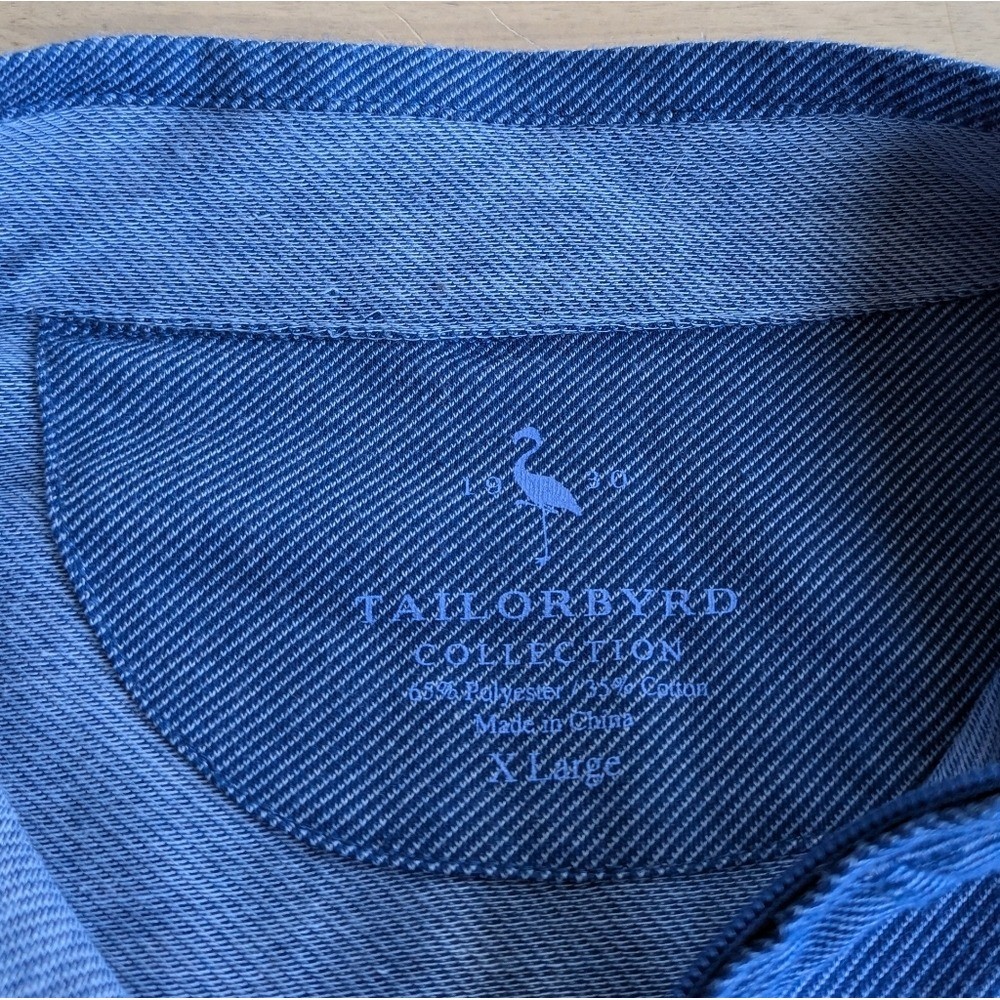 19 30
TAILORBYRD
COLLECTION
65% Polyester / 35% Cotton
Made in China
X Large